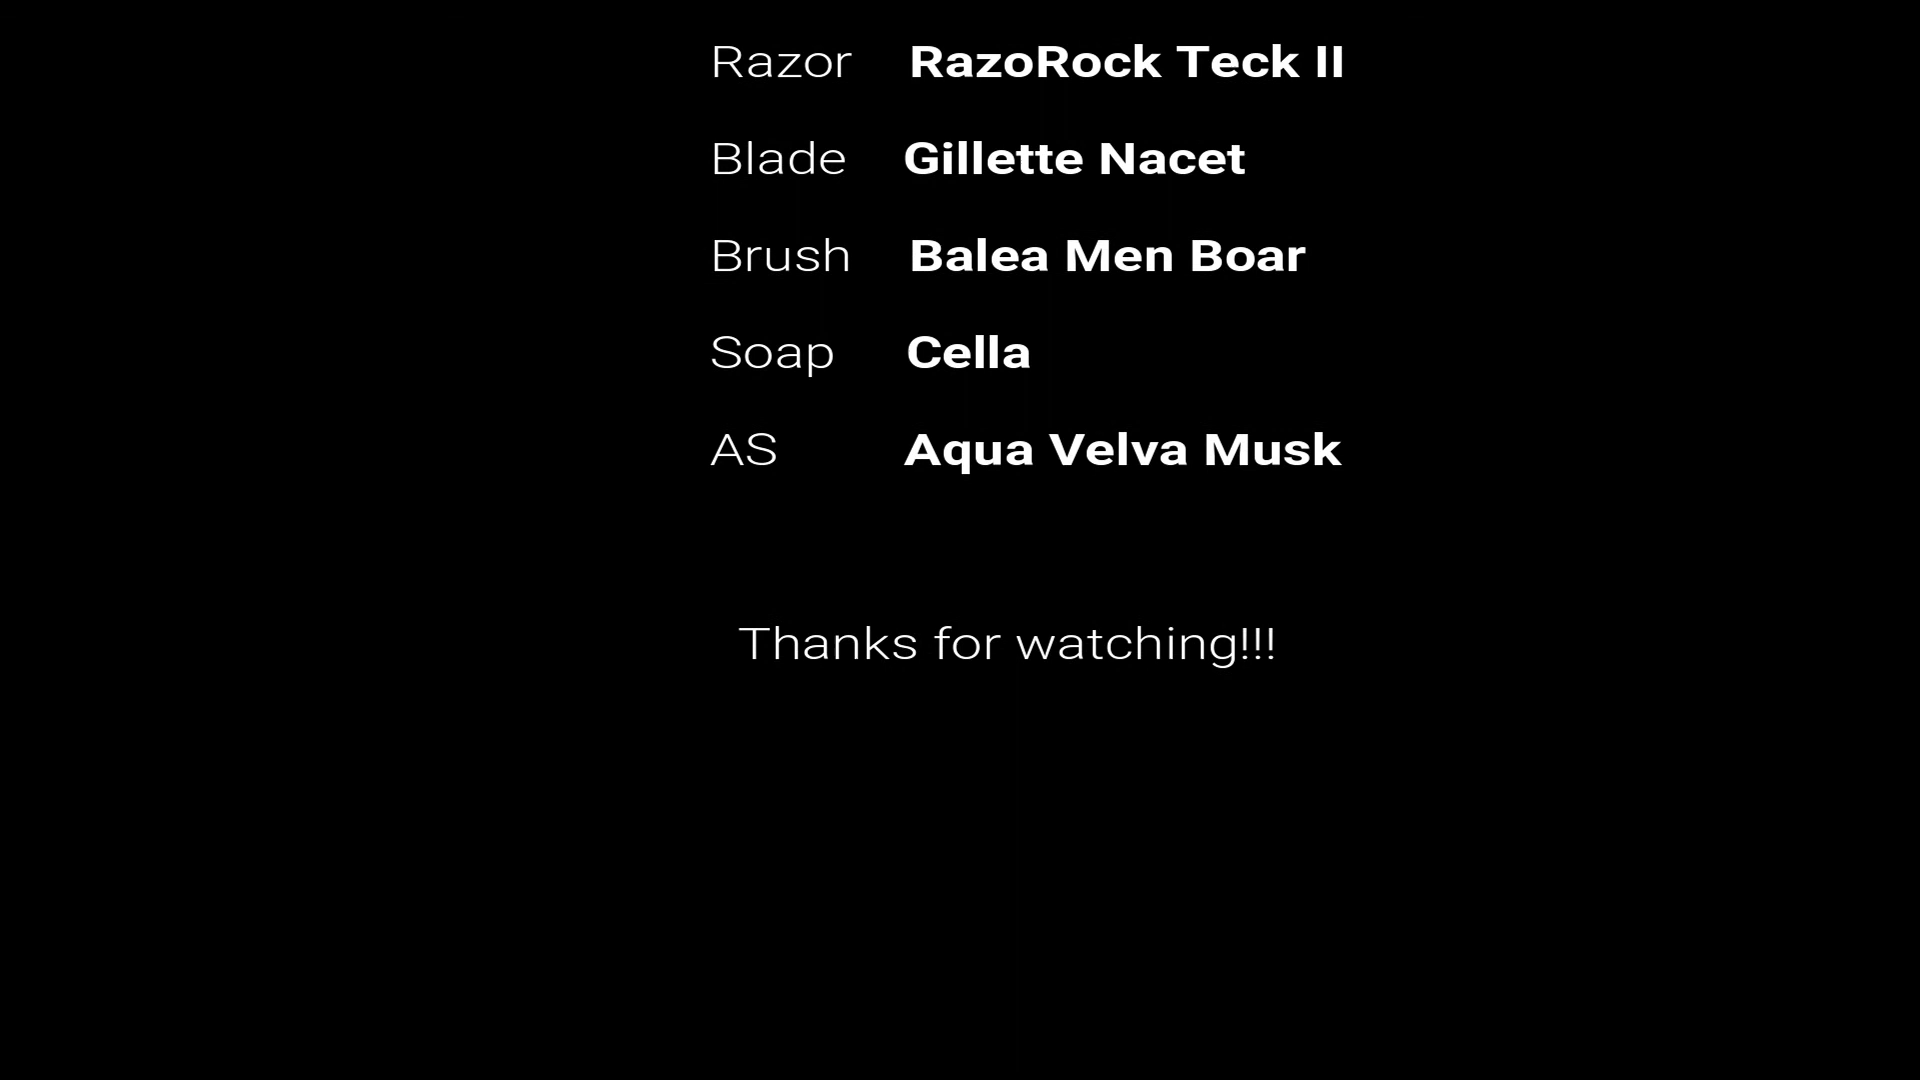 Razor RazoRock Teck II
Blade Gillette Nacet
Brush Balea Men Boar
Soap Cella
AS Aqua Velva Musk
Thanks for watching!!!